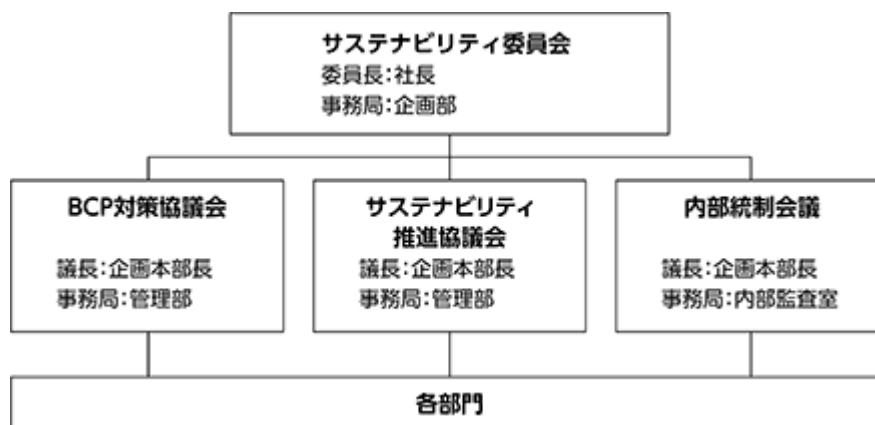 サステナビリティ委員会
委員長：社長
事務局：企画部
BCP対策協議会
議長：企画本部長
事務局：管理部
サステナビリティ
推進協議会
議長：企画本部長
事務局：管理部
内部統制会議
議長：企画本部長
事務局：内部監査室
各部門